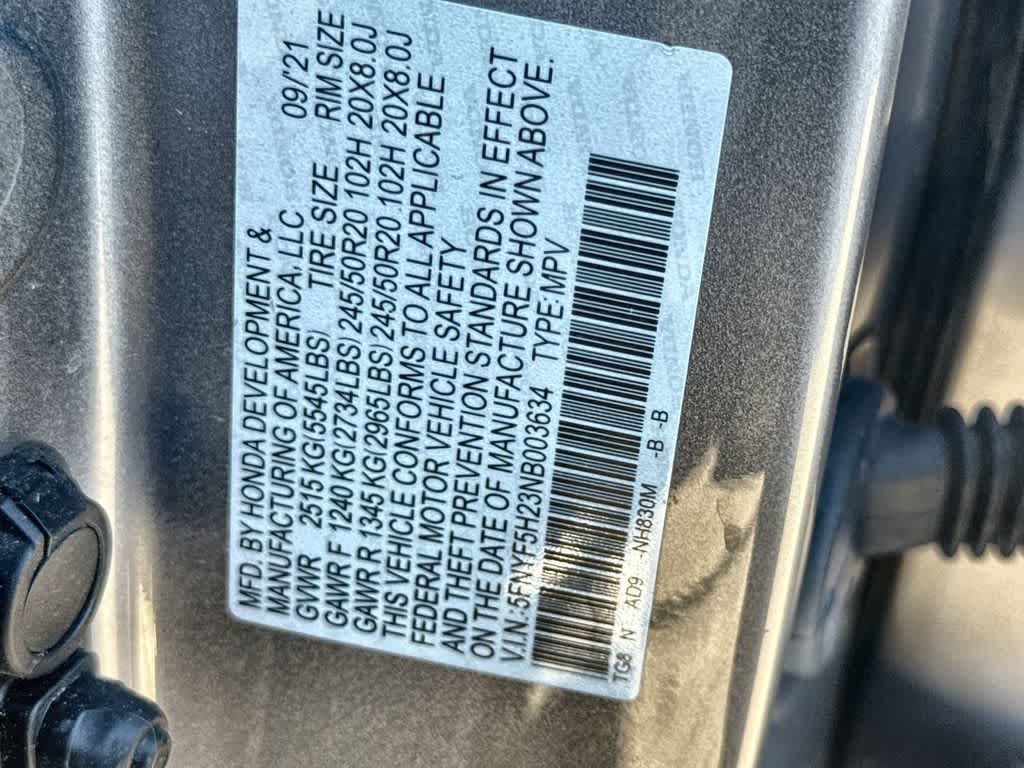 MFD. BY HONDA DEVELOPMENT &
MANUFACTURING OF AMERICA, LLC 09/'21
GVWR 2515 KG(5545LBS) TIRE SIZE RIM SIZE
GAWR F 1240 KG(2734LBS) 245/50R20 102H 20X8.0J
GAWR R 1345 KG(2965LBS) 245/50R20 102H 20X8.0J
THIS VEHICLE CONFORMS TO ALL APPLICABLE
FEDERAL MOTOR VEHICLE SAFETY
AND THEFT PREVENTION STANDARDS IN EFFECT
ON THE DATE OF MANUFACTURE SHOWN ABOVE.
V.I.N.:5FNYF5H23NB003634 TYPE:MPV
TG8 N AD9 -NH830M -B -B